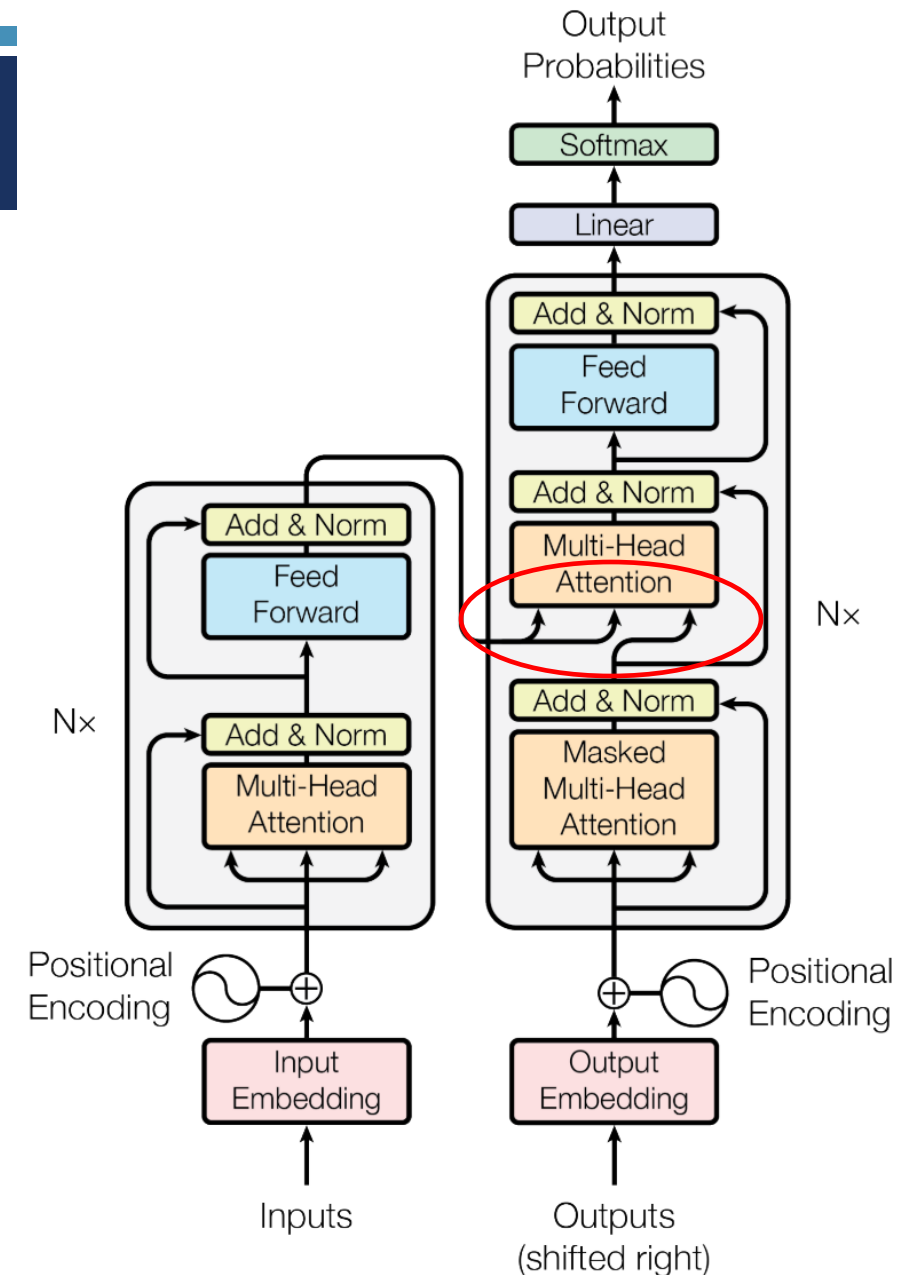 Output
Probabilities
Softmax
Linear
Add & Norm
Feed
Forward
Add & Norm
Multi-Head
Attention
Add & Norm
Masked
Multi-Head
Attention
N×
Add & Norm
Feed
Forward
Add & Norm
Multi-Head
Attention
N×
Positional
Encoding
Positional
Encoding
Input
Embedding
Output
Embedding
Inputs
Outputs
(shifted right)